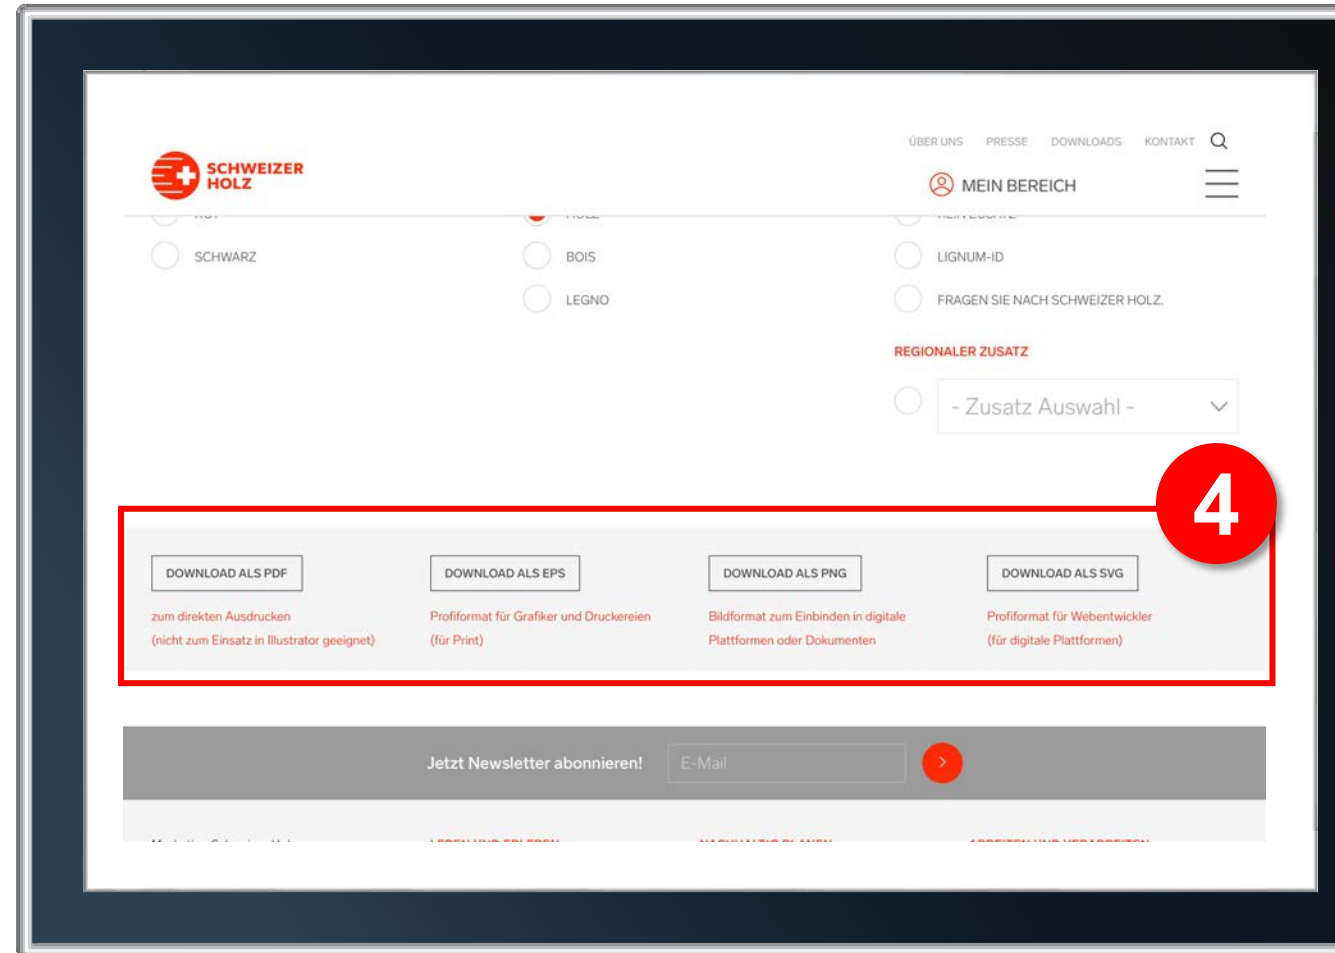 ÜBER UNS PRESSE DOWNLOADS KONTAKT
SCHWEIZER
HOLZ
MEIN BEREICH
SCHWARZ
BOIS
LIGNUM-ID
LEGNO
FRAGEN SIE NACH SCHWEIZER HOLZ.
REGIONALER ZUSATZ
- Zusatz Auswahl -
4
DOWNLOAD ALS PDF
zum direkten Ausdrucken
(nicht zum Einsatz in Illustrator geeignet)
DOWNLOAD ALS EPS
Profiformat für Grafiker und Druckereien
(für Print)
DOWNLOAD ALS PNG
Bildformat zum Einbinden in digitale
Plattformen oder Dokumenten
DOWNLOAD ALS SVG
Profiformat für Webentwickler
(für digitale Plattformen)
Jetzt Newsletter abonnieren!
E-Mail